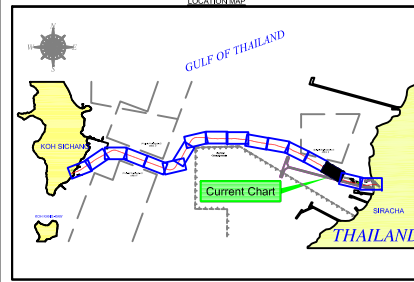 LOCATION MAP
N
W
E
S
GULF OF THAILAND
KOH SICHANG
Current Chart
SIRACHA
THAILAND